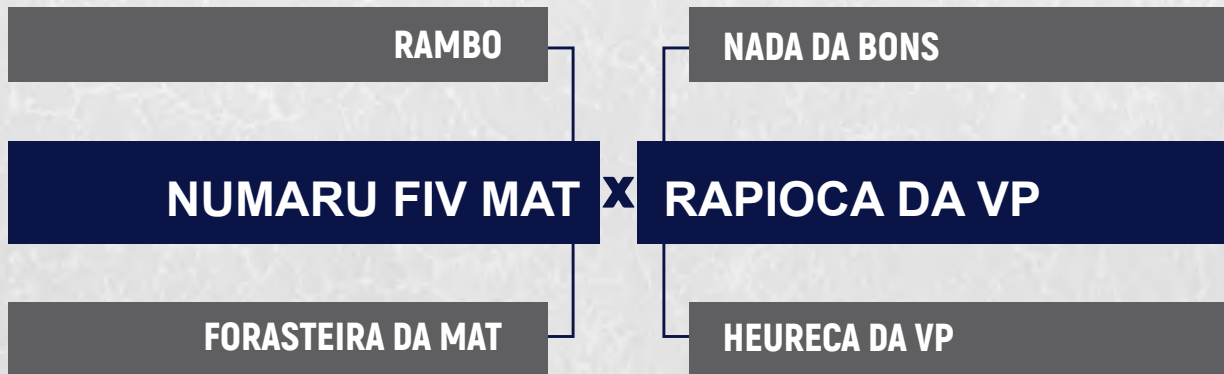 RAMBO
NADA DA BONS
NUMARU FIV MAT X RAPIOCA DA VP
FORASTEIRA DA MAT
HEURECA DA VP